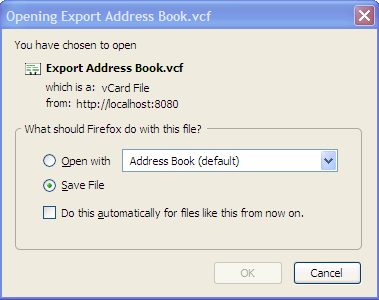 Opening Export Address Book.vcf
You have chosen to open
Export Address Book.vcf
which is a: vCard File
from: http://localhost:8080
What should Firefox do with this file?
Open with Address Book (default)
Save File
Do this automatically for files like this from now on.
OK Cancel